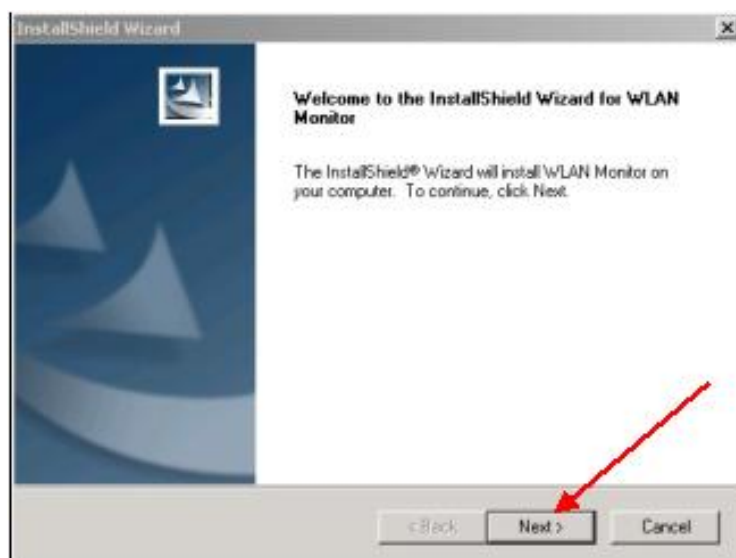 InstallShield Wizard
Welcome to the InstallShield Wizard for WLAN
Monitor
The InstallShield® Wizard will install WLAN Monitor on
your computer. To continue, click Next.
< Back
Next >
Cancel